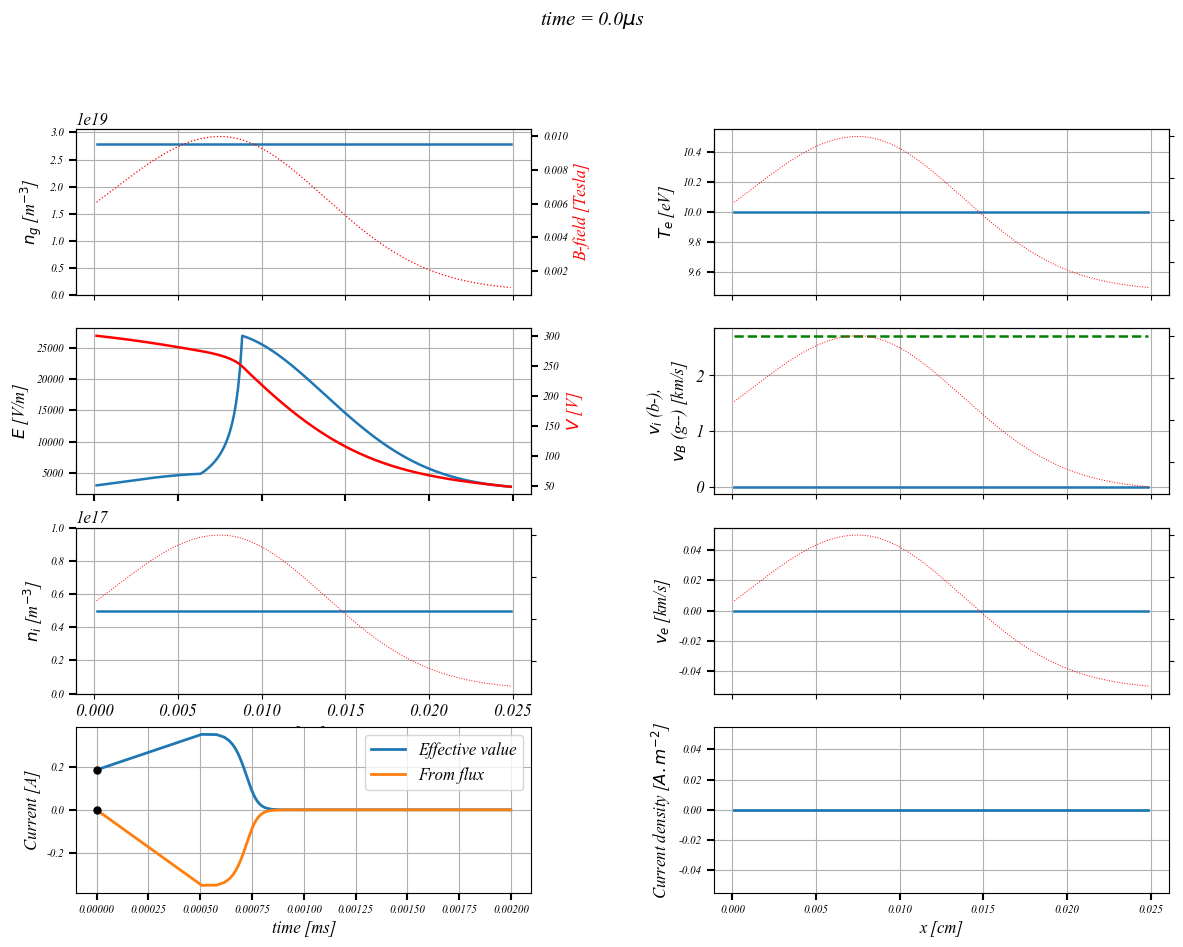 time = 0.0μs
1e19
3.0
2.5
2.0
1.5
1.0
0.5
0.0
n_g [m^{-3}]
0.010
0.008
0.006
0.004
0.002
B-field [Tesla]
10.4
10.2
10.0
9.8
9.6
T_e [eV]
25000
20000
15000
10000
5000
E [V/m]
300
250
200
150
100
50
V [V]
2
1
0
v_i (b-),
v_B (g--) [km/s]
1e17
1.0
0.8
0.6
0.4
0.2
0.0
n_i [m^{-3}]
0.000 0.005 0.010 0.015 0.020 0.025
0.04
0.02
0.00
-0.02
-0.04
v_e [km/s]
0.2
0.0
-0.2
Current [A]
Effective value
From flux
0.00000 0.00025 0.00050 0.00075 0.00100 0.00125 0.00150 0.00175 0.00200
time [ms]
0.04
0.02
0.00
-0.02
-0.04
Current density [A.m^{-2}]
0.000 0.005 0.010 0.015 0.020 0.025
x [cm]